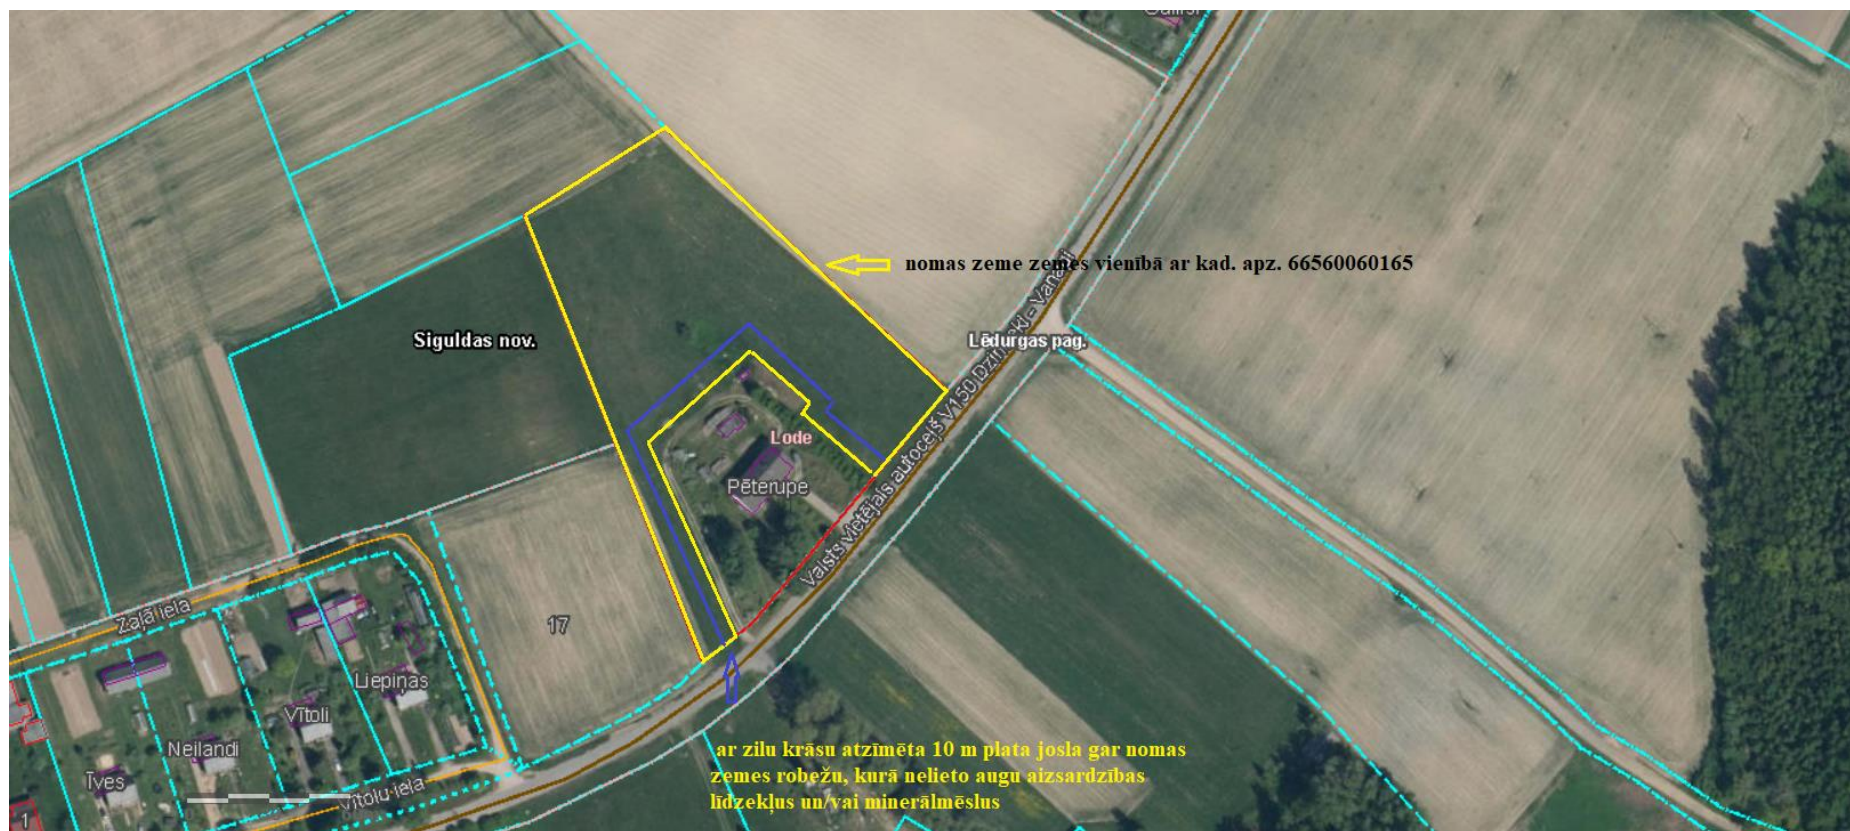 nomas zeme zemes vienībā ar kad. apz. 66560060165
Siguldas nov.
Lēdurgas pag.
Valsts vietējais autoceļš V150
Lode
Pēterupe
17
Zaļā iela
Liepiņas
Vītoli
Neilandi
Īves
Vītolu iela
1
ar zilu krāsu atzīmēta 10 m plata josla gar nomas
zemes robežu, kurā nelieto augu aizsardzības
līdzekļus un/vai minerālmēslus